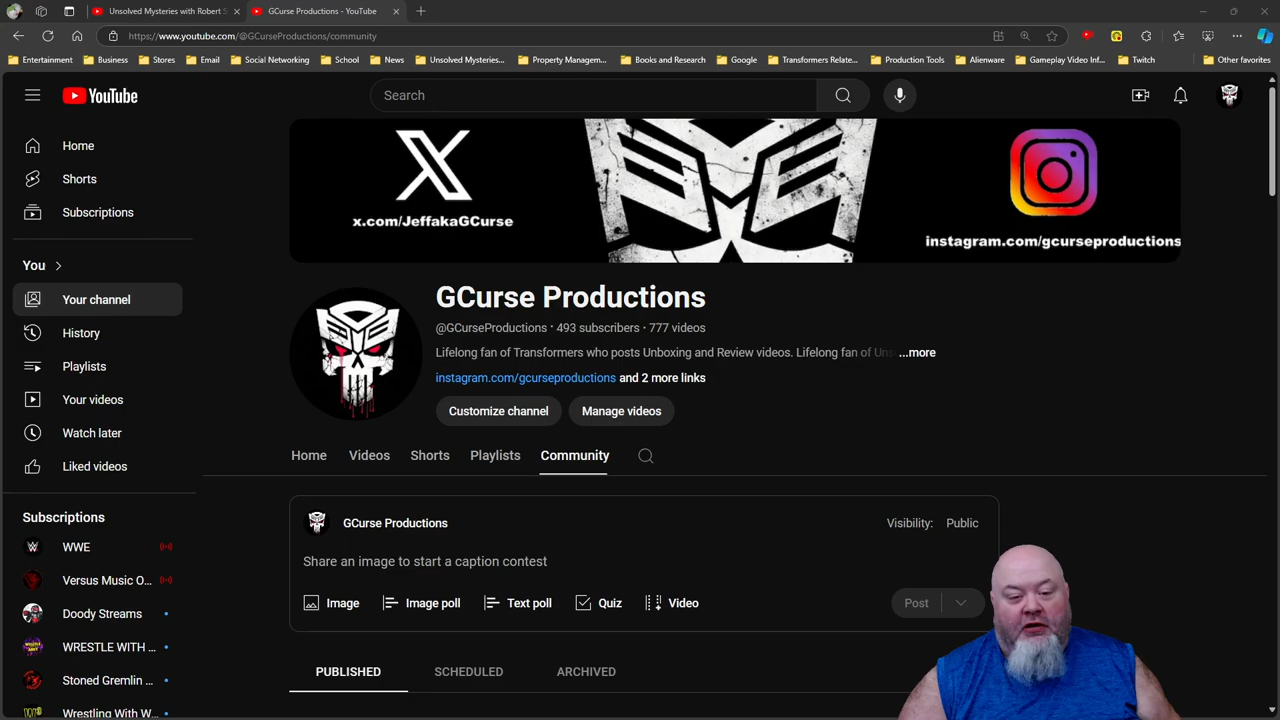 Unsolved Mysteries with Robert S
GCurse Productions - YouTube
https://www.youtube.com/@GCurseProductions/community
Entertainment Business Stores Email Social Networking School News Unsolved Mysteries... Property Managem... Books and Research Google Transformers Relate... Production Tools Alienware Gameplay Video Inf... Twitch Other favorites
YouTube
Search
Home
Shorts
Subscriptions
You
Your channel
History
Playlists
Your videos
Watch later
Liked videos
Subscriptions
WWE
Versus Music O...
Doody Streams
WRESTLE WITH ...
Stoned Gremlin ...
Wrestling With W...
x.com/JeffakaGCurse
instagram.com/gcurseproductions
GCurse Productions
@GCurseProductions · 493 subscribers · 777 videos
Lifelong fan of Transformers who posts Unboxing and Review videos. Lifelong fan of Uns ...more
instagram.com/gcurseproductions and 2 more links
Customize channel Manage videos
Home Videos Shorts Playlists Community
GCurse Productions Visibility: Public
Share an image to start a caption contest
Image Image poll Text poll Quiz Video Post
PUBLISHED SCHEDULED ARCHIVED